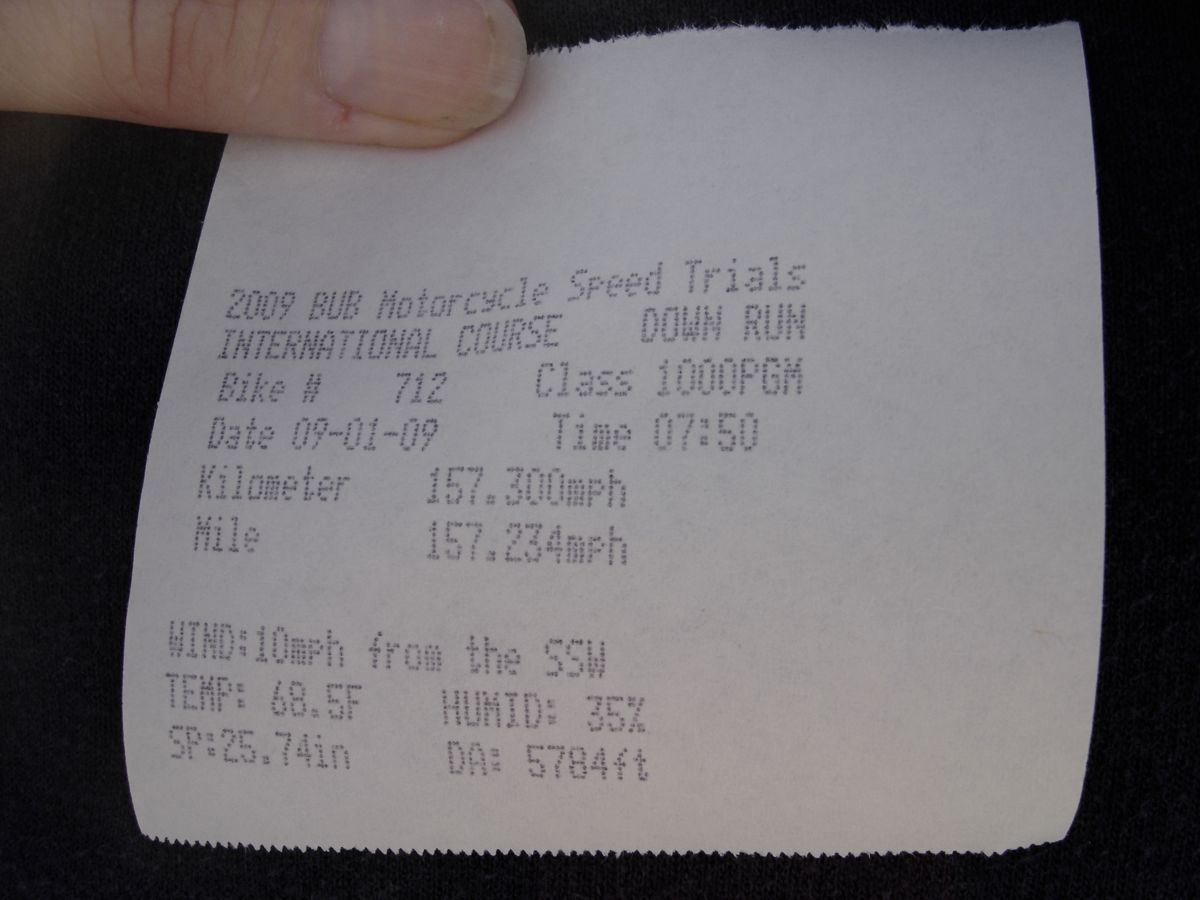 2009 BUB Motorcycle Speed Trials
INTERNATIONAL COURSE DOWN RUN
Bike # 712 Class 1000PGM
Date 09-01-09 Time 07:50
Kilometer 157.300mph
Mile 157.234mph
WIND:10mph from the SSW
TEMP: 68.5F HUMID: 35%
SP:25.74in DA: 5784ft